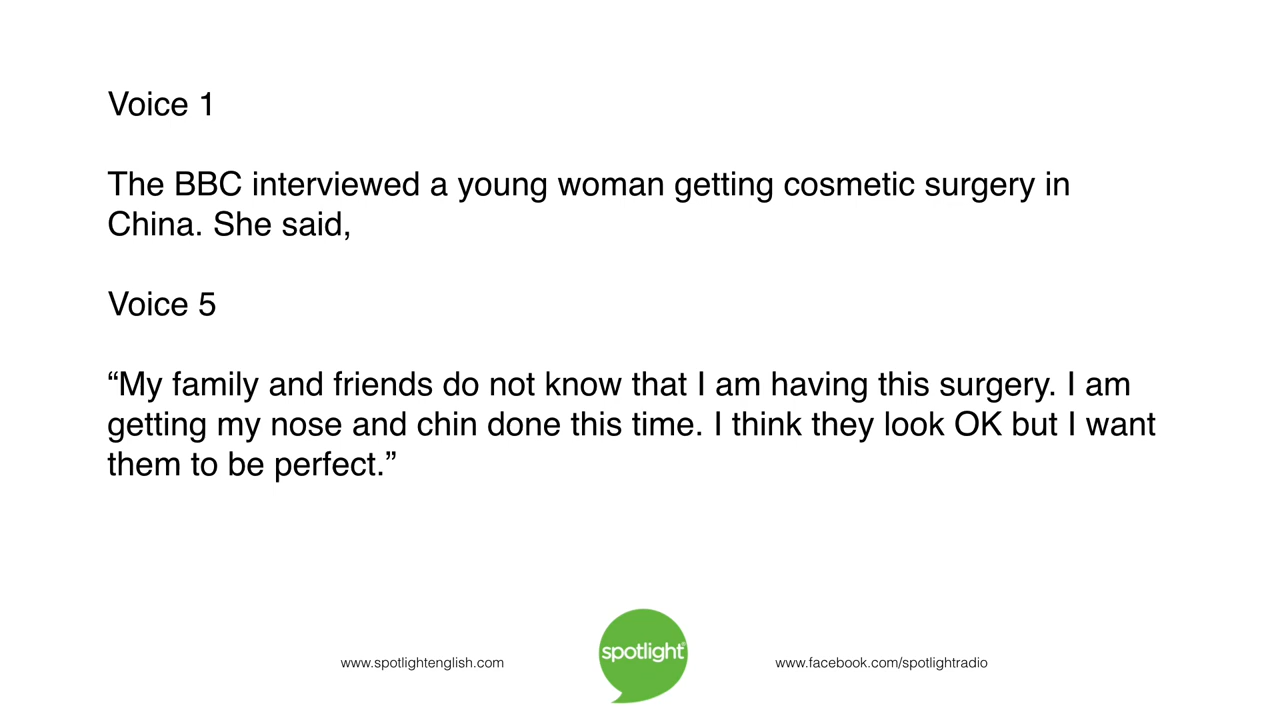 Voice 1
The BBC interviewed a young woman getting cosmetic surgery in
China. She said,
Voice 5
“My family and friends do not know that I am having this surgery. I am
getting my nose and chin done this time. I think they look OK but I want
them to be perfect.”
www.spotlightenglish.com
spotlight®
www.facebook.com/spotlightradio